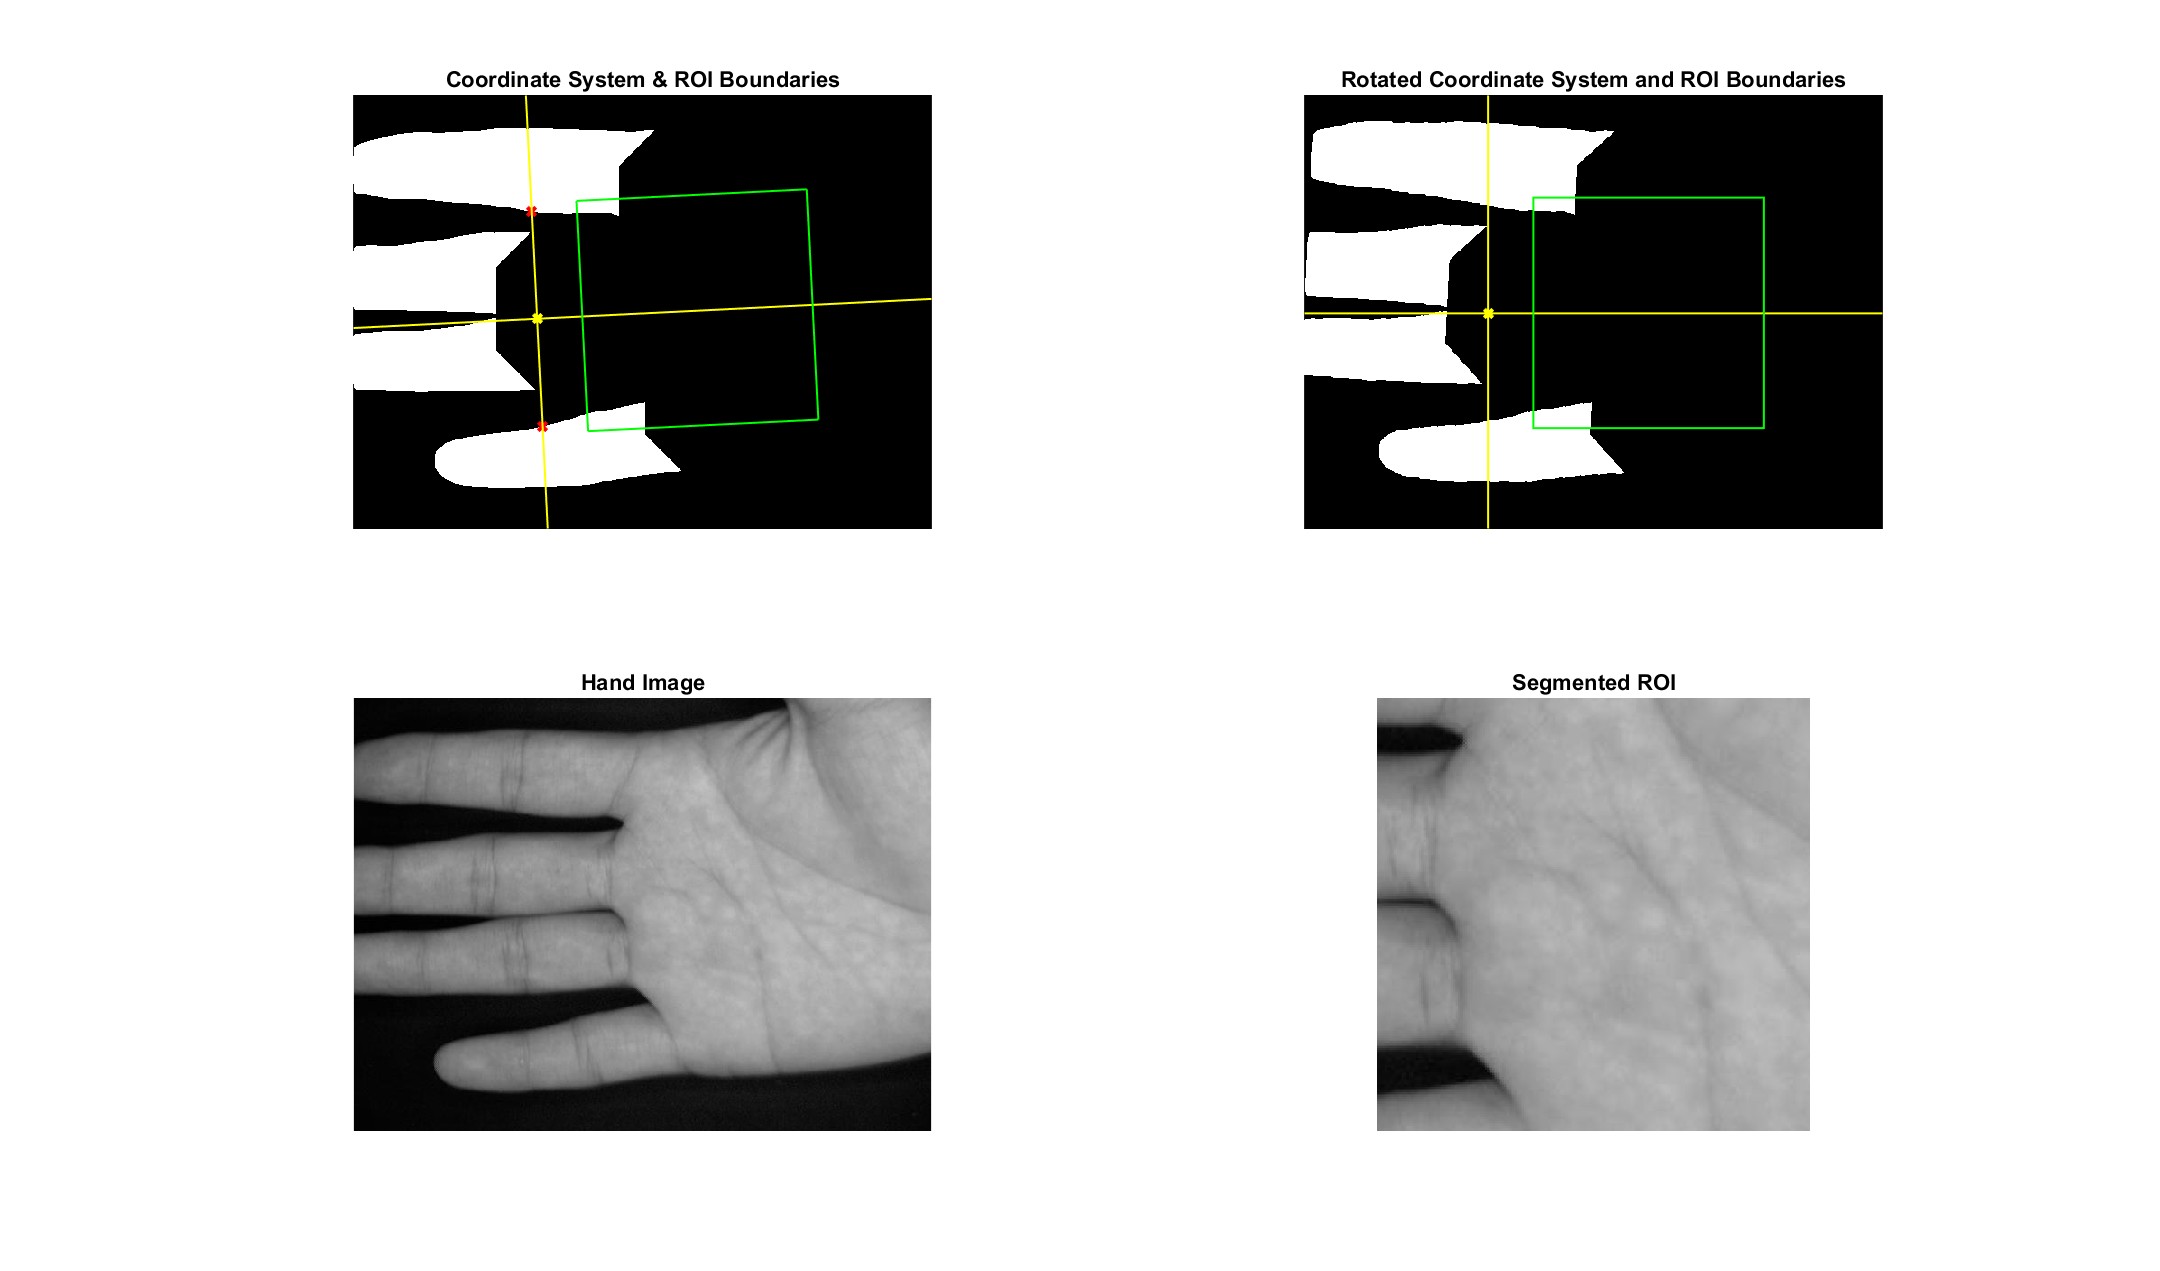 Coordinate System & ROI Boundaries
Rotated Coordinate System and ROI Boundaries
Hand Image
Segmented ROI